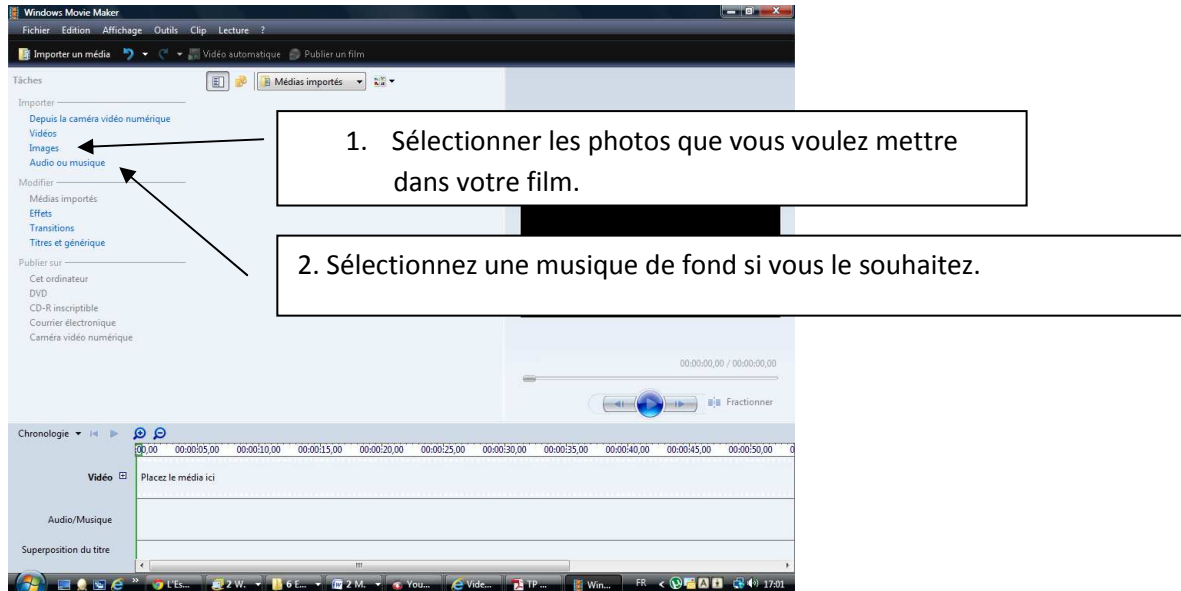 Windows Movie Maker
Fichier Edition Affichage Outils Clip Lecture ?
Importer un média Vidéo automatique Publier un film
Tâches
Médias importés
Importer
Depuis la caméra vidéo numérique
Vidéos
Images
Audio ou musique
1. Sélectionner les photos que vous voulez mettre
dans votre film.
Modifier
Médias importés
Effets
Transitions
Titres et générique
2. Sélectionnez une musique de fond si vous le souhaitez.
Publier sur
Cet ordinateur
DVD
CD-R inscriptible
Courrier électronique
Caméra vidéo numérique
00:00:00,00 / 00:00:00,00
Fractionner
Chronologie
00:00:05,00 00:00:10,00 00:00:15,00 00:00:20,00 00:00:25,00 00:00:30,00 00:00:35,00 00:00:40,00 00:00:45,00 00:00:50,00
Vidéo Placez le média ici
Audio/Musique
Superposition du titre
L'Es... 2 W. 6 E... 2 M. You... Vide... TP ... Win... FR 17:01